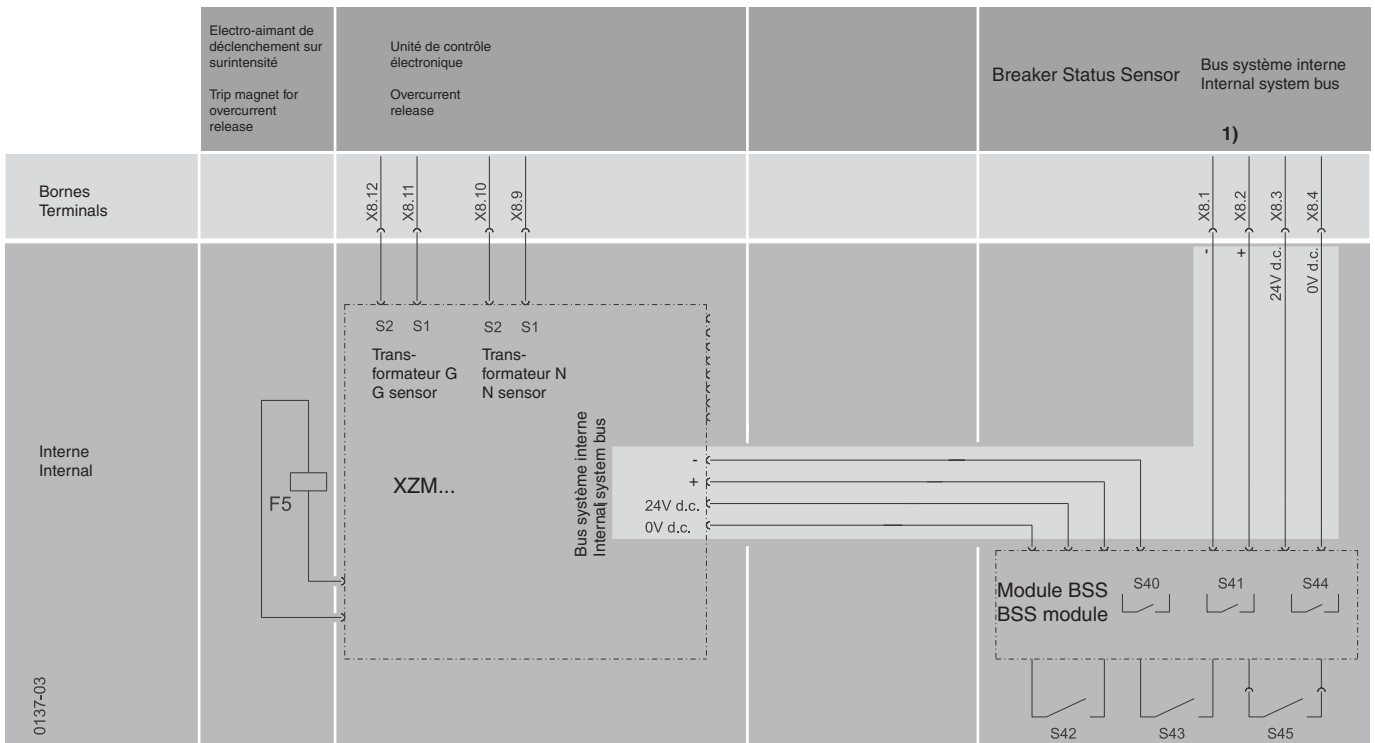 Electro-aimant de
déclenchement sur
surintensité
Trip magnet for
overcurrent
release
Unité de contrôle
électronique
Overcurrent
release
Breaker Status Sensor
Bus système interne
Internal system bus
1)
Bornes
Terminals
X8.12
X8.11
X8.10
X8.9
X8.1
X8.2
X8.3
X8.4
-
+
24V d.c.
0V d.c.
S2
S1
S2
S1
Trans-
formateur G
G sensor
Trans-
formateur N
N sensor
Interne
Internal
F5
XZM...
Bus système interne
Internal system bus
-
+
24V d.c.
0V d.c.
Module BSS
BSS module
S40
S41
S44
S42
S43
S45
0137-03